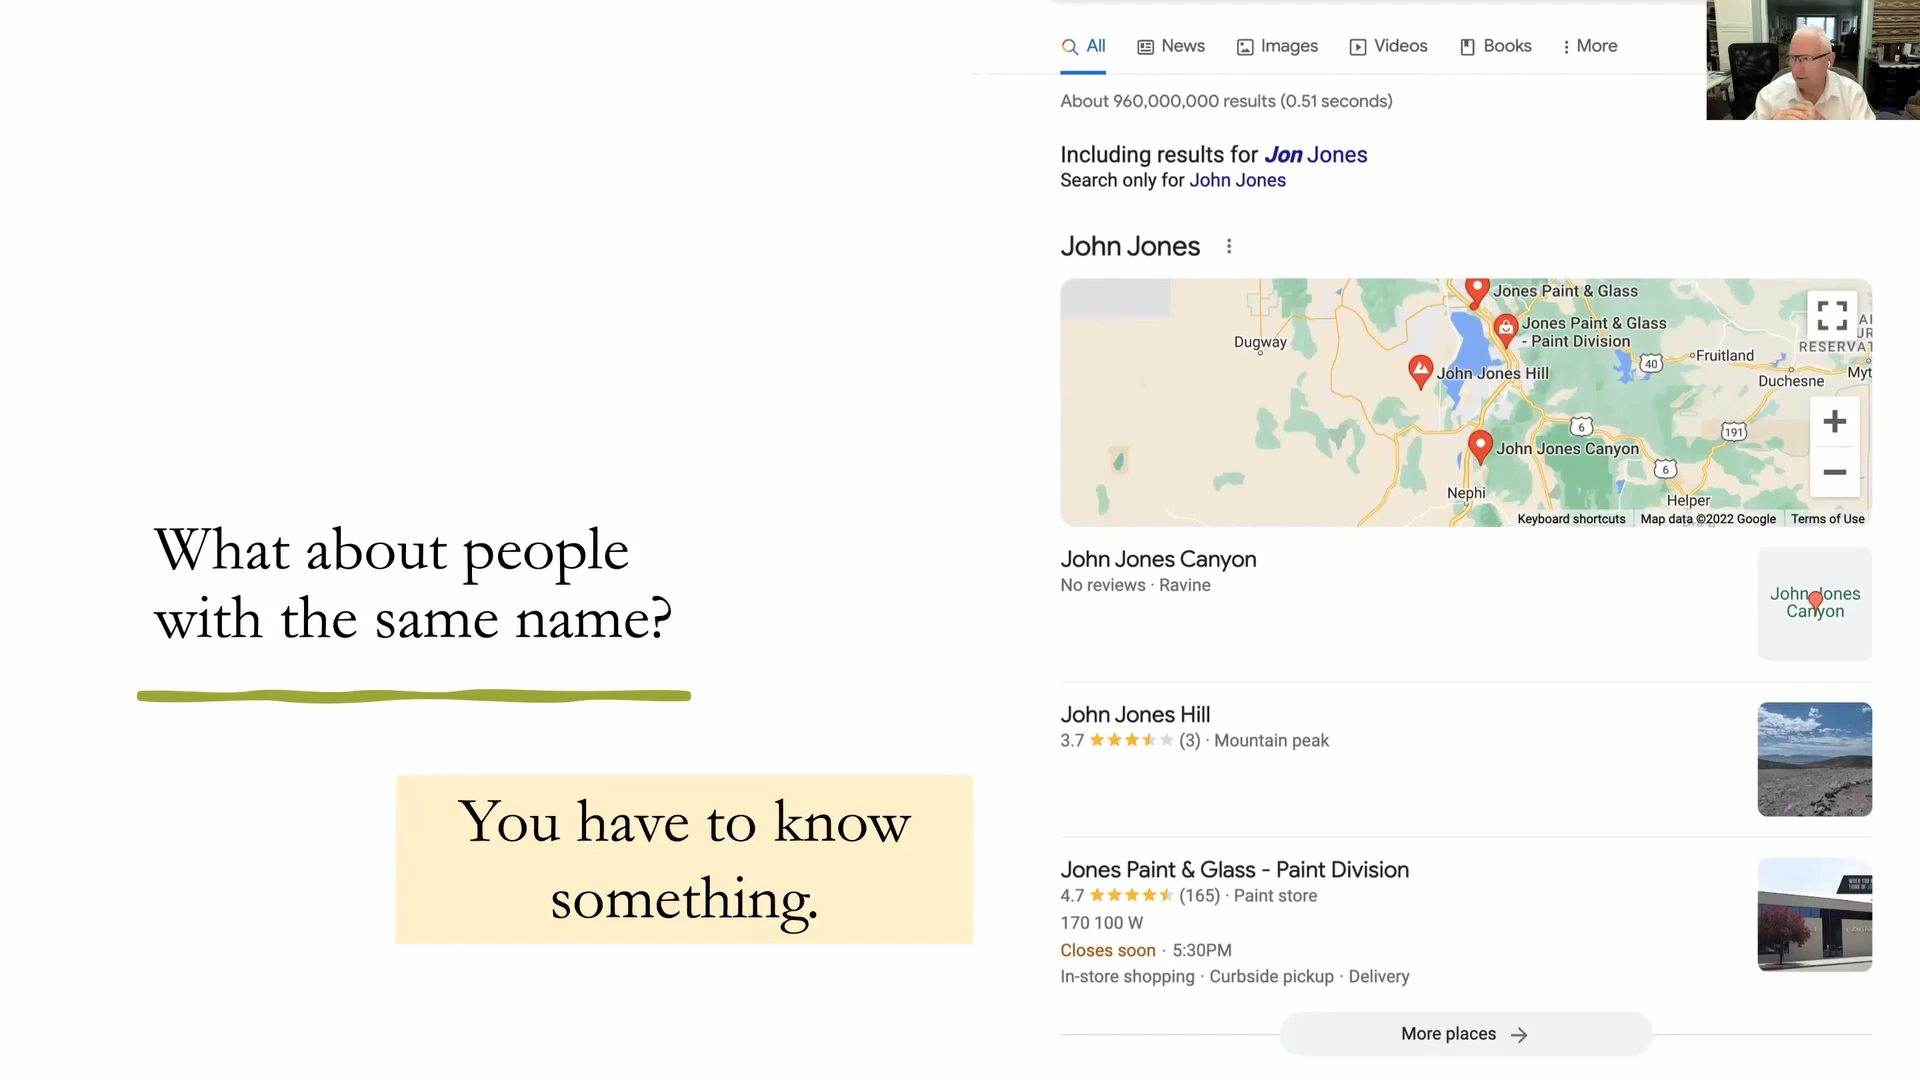 What about people
with the same name?
You have to know
something.
All News Images Videos Books More
About 960,000,000 results (0.51 seconds)
Including results for Jon Jones
Search only for John Jones
John Jones
Jones Paint & Glass
Jones Paint & Glass
- Paint Division
Dugway
John Jones Hill
40
Fruitland
RESERVAT
Duchesne
Myt
6
191
John Jones Canyon
6
Nephi
Helper
Keyboard shortcuts Map data ©2022 Google Terms of Use
John Jones Canyon
No reviews · Ravine
John Jones
Canyon
John Jones Hill
3.7 (3) · Mountain peak
Jones Paint & Glass - Paint Division
4.7 (165) · Paint store
170 100 W
Closes soon · 5:30PM
In-store shopping · Curbside pickup · Delivery
More places